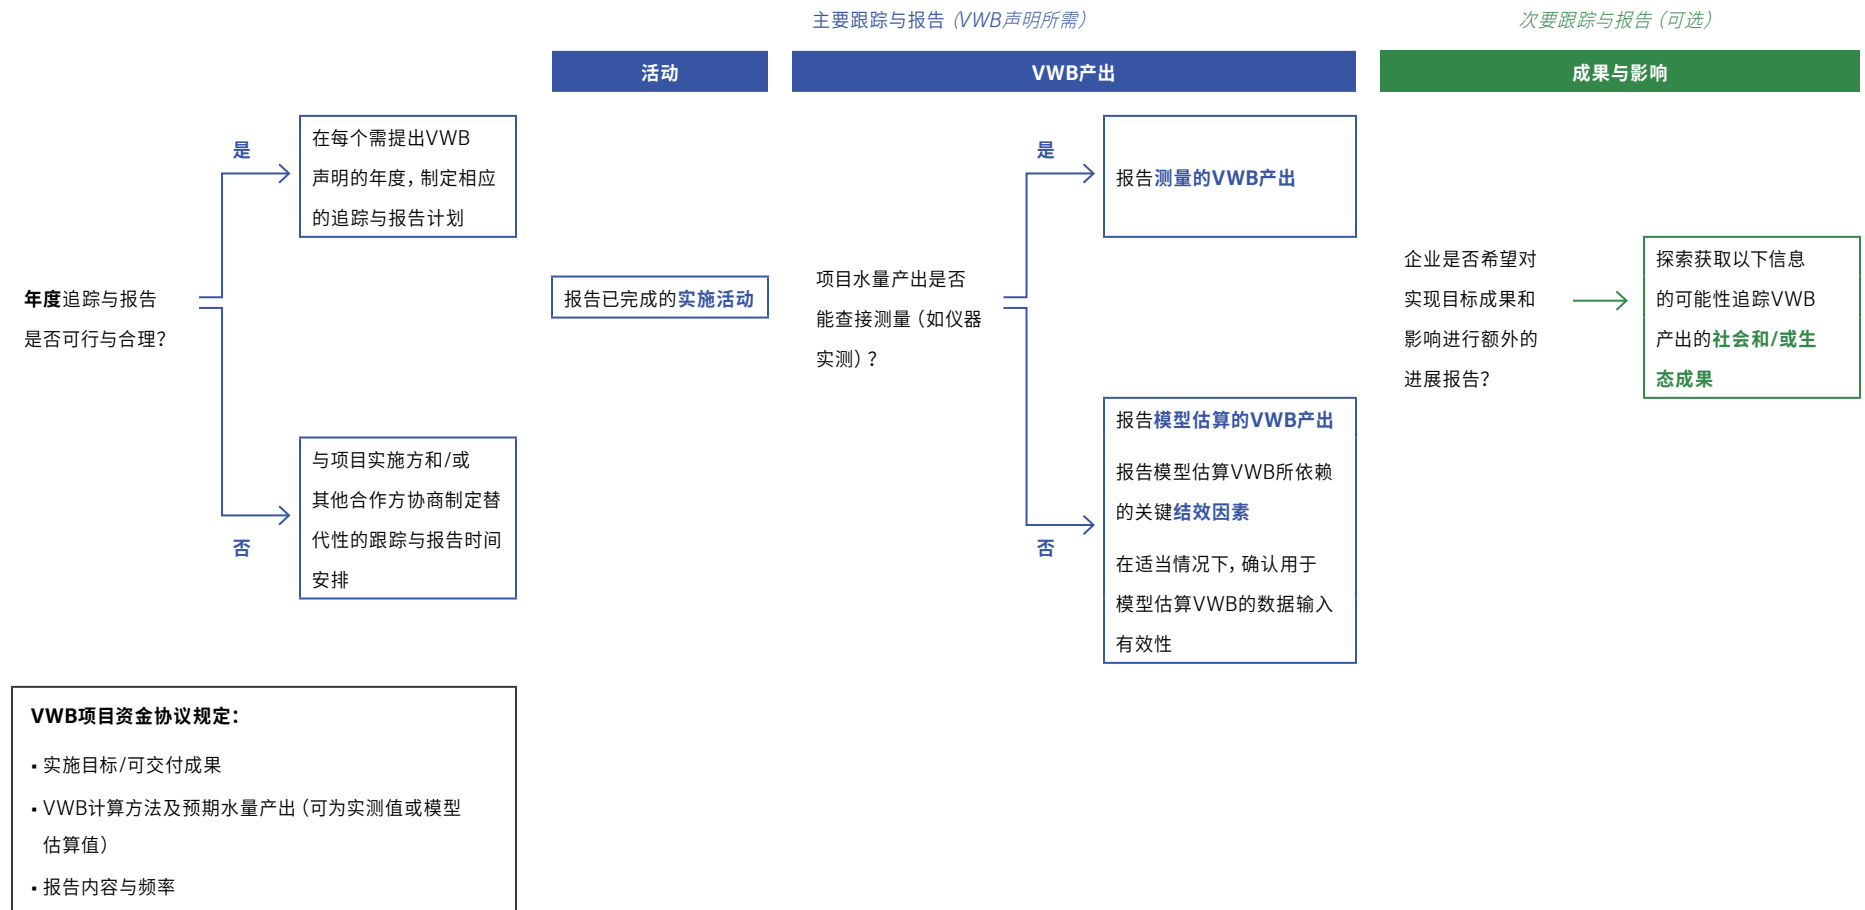 主要跟踪与报告（VWB声明所需）
次要跟踪与报告（可选）
活动
VWB产出
成果与影响
年度追踪与报告
是否可行与合理？
是
在每个需提出VWB
声明的年度，制定相应
的追踪与报告计划
否
与项目实施方和/或
其他合作方协商制定替
代性的跟踪与报告时间
安排
报告已完成的实施活动
项目水量产出是否
能查接测量（如仪器
实测）？
是
报告测量的VWB产出
否
报告模型估算的VWB产出
报告模型估算VWB所依赖
的关键结效因素
在适当情况下，确认用于
模型估算VWB的数据输入
有效性
企业是否希望对
实现目标成果和
影响进行额外的
进展报告？
探索获取以下信息
的可能性追踪VWB
产出的社会和/或生
态成果
VWB项目资金协议规定：
▪ 实施目标/可交付成果
▪ VWB计算方法及预期水量产出（可为实测值或模型
估算值）
▪ 报告内容与频率